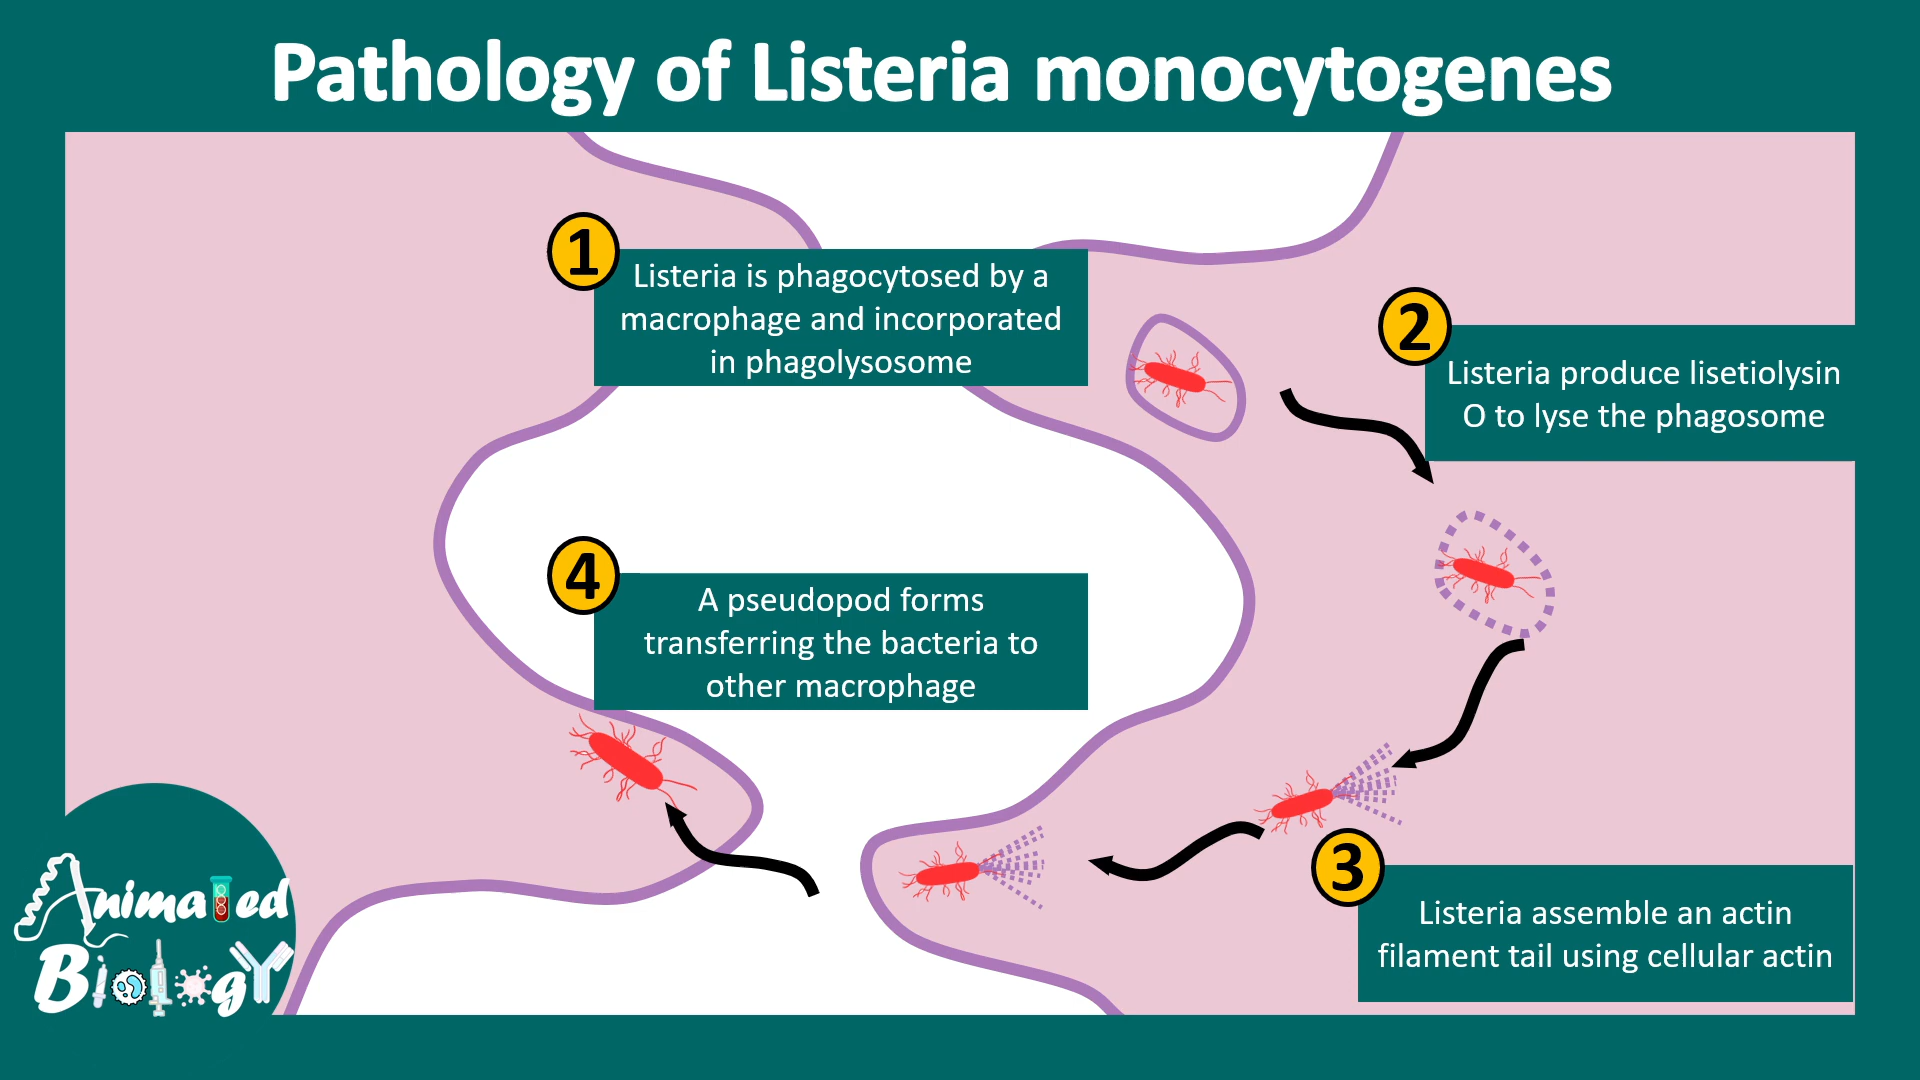 Pathology of Listeria monocytogenes
1
Listeria is phagocytosed by a
macrophage and incorporated
in phagolysosome
2
Listeria produce lisetiolysin
O to lyse the phagosome
4
A pseudopod forms
transferring the bacteria to
other macrophage
3
Listeria assemble an actin
filament tail using cellular actin
Animated
Biology